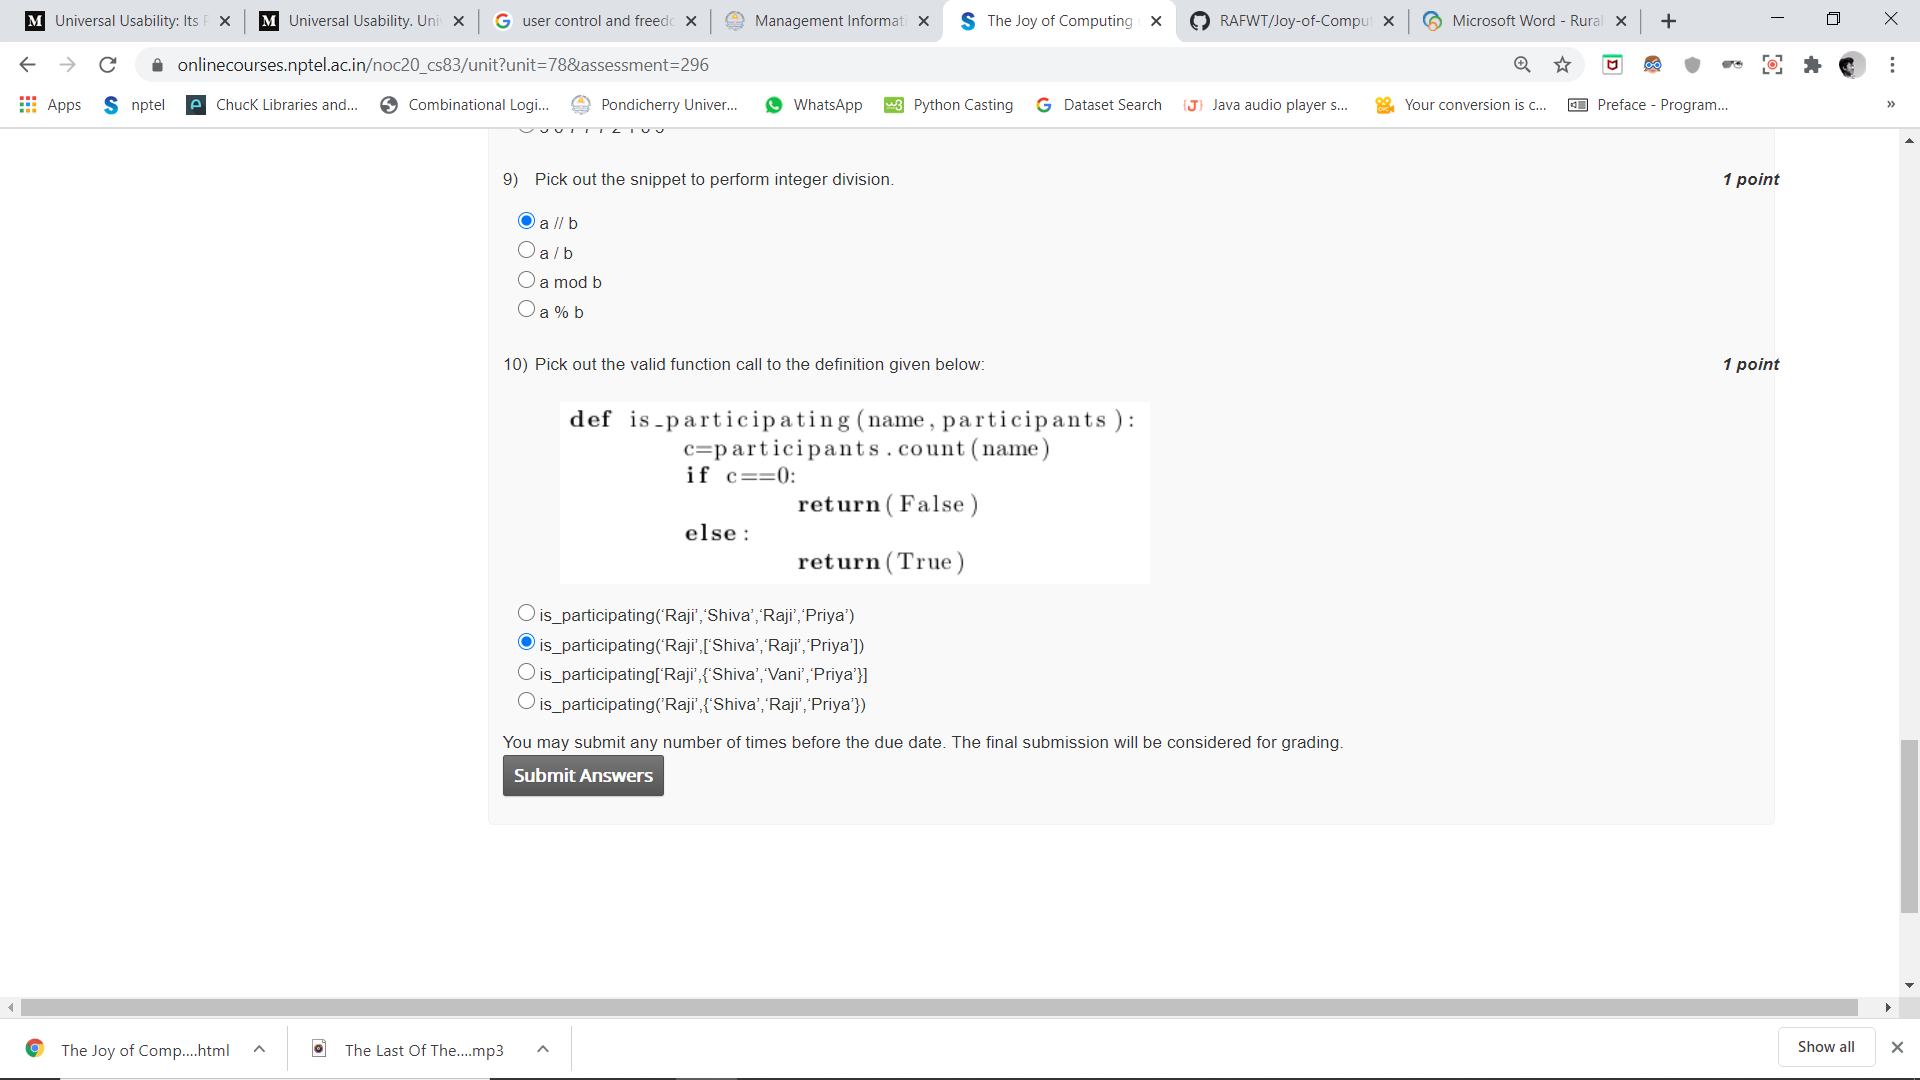 Universal Usability: Its
Universal Usability. Uni
user control and freed
Management Informat
The Joy of Computing
RAFWT/Joy-of-Comput
Microsoft Word - Rural
onlinecourses.nptel.ac.in/noc20_cs83/unit?unit=78&assessment=296
Apps
nptel
ChucK Libraries and...
Combinational Logi...
Pondicherry Univer...
WhatsApp
Python Casting
Dataset Search
Java audio player s...
Your conversion is c...
Preface - Program...
»
9) Pick out the snippet to perform integer division.
1 point
a // b
a / b
a mod b
a % b
10) Pick out the valid function call to the definition given below:
1 point
def is_participating(name,participants):
c=participants.count(name)
if c==0:
return(False)
else:
return(True)
is_participating(‘Raji’,‘Shiva’,‘Raji’,‘Priya’)
is_participating(‘Raji’,[‘Shiva’,‘Raji’,‘Priya’])
is_participating[‘Raji’,{‘Shiva’,‘Vani’,‘Priya’}]
is_participating(’Raji’,{‘Shiva’,‘Raji’,‘Priya’})
You may submit any number of times before the due date. The final submission will be considered for grading.
Submit Answers
The Joy of Comp....html
The Last Of The....mp3
Show all